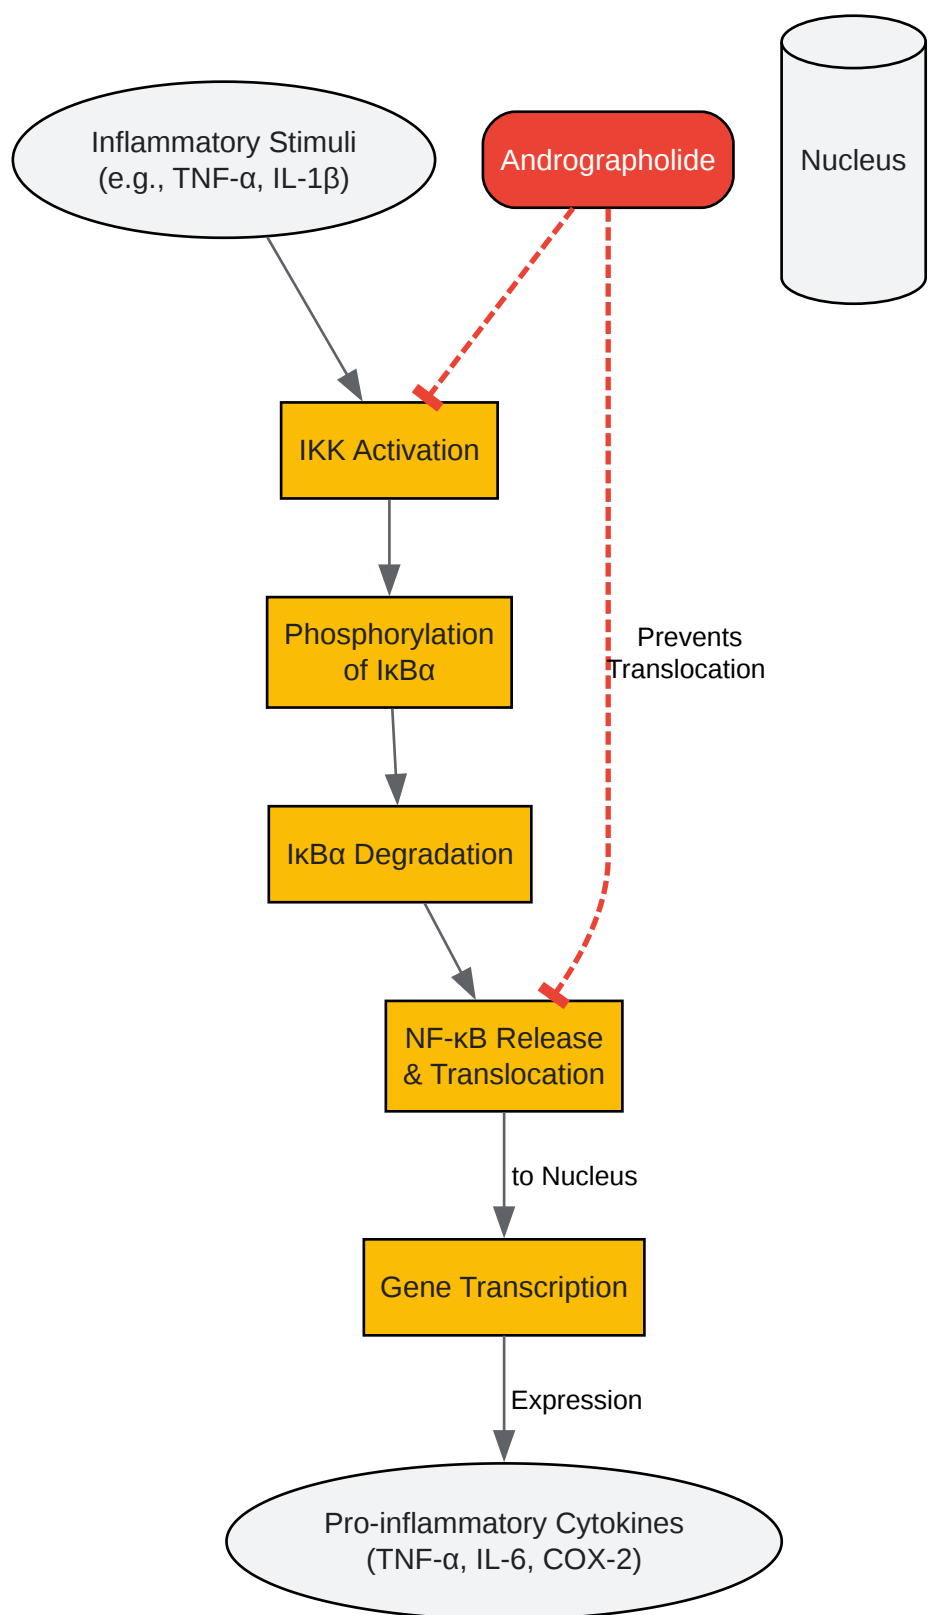 Inflammatory Stimuli
(e.g., TNF-α, IL-1β)
Andrographolide
Nucleus
IKK Activation
Phosphorylation
of IκBα
Prevents
Translocation
IκBα Degradation
NF-κB Release
& Translocation
to Nucleus
Gene Transcription
Expression
Pro-inflammatory Cytokines
(TNF-α, IL-6, COX-2)